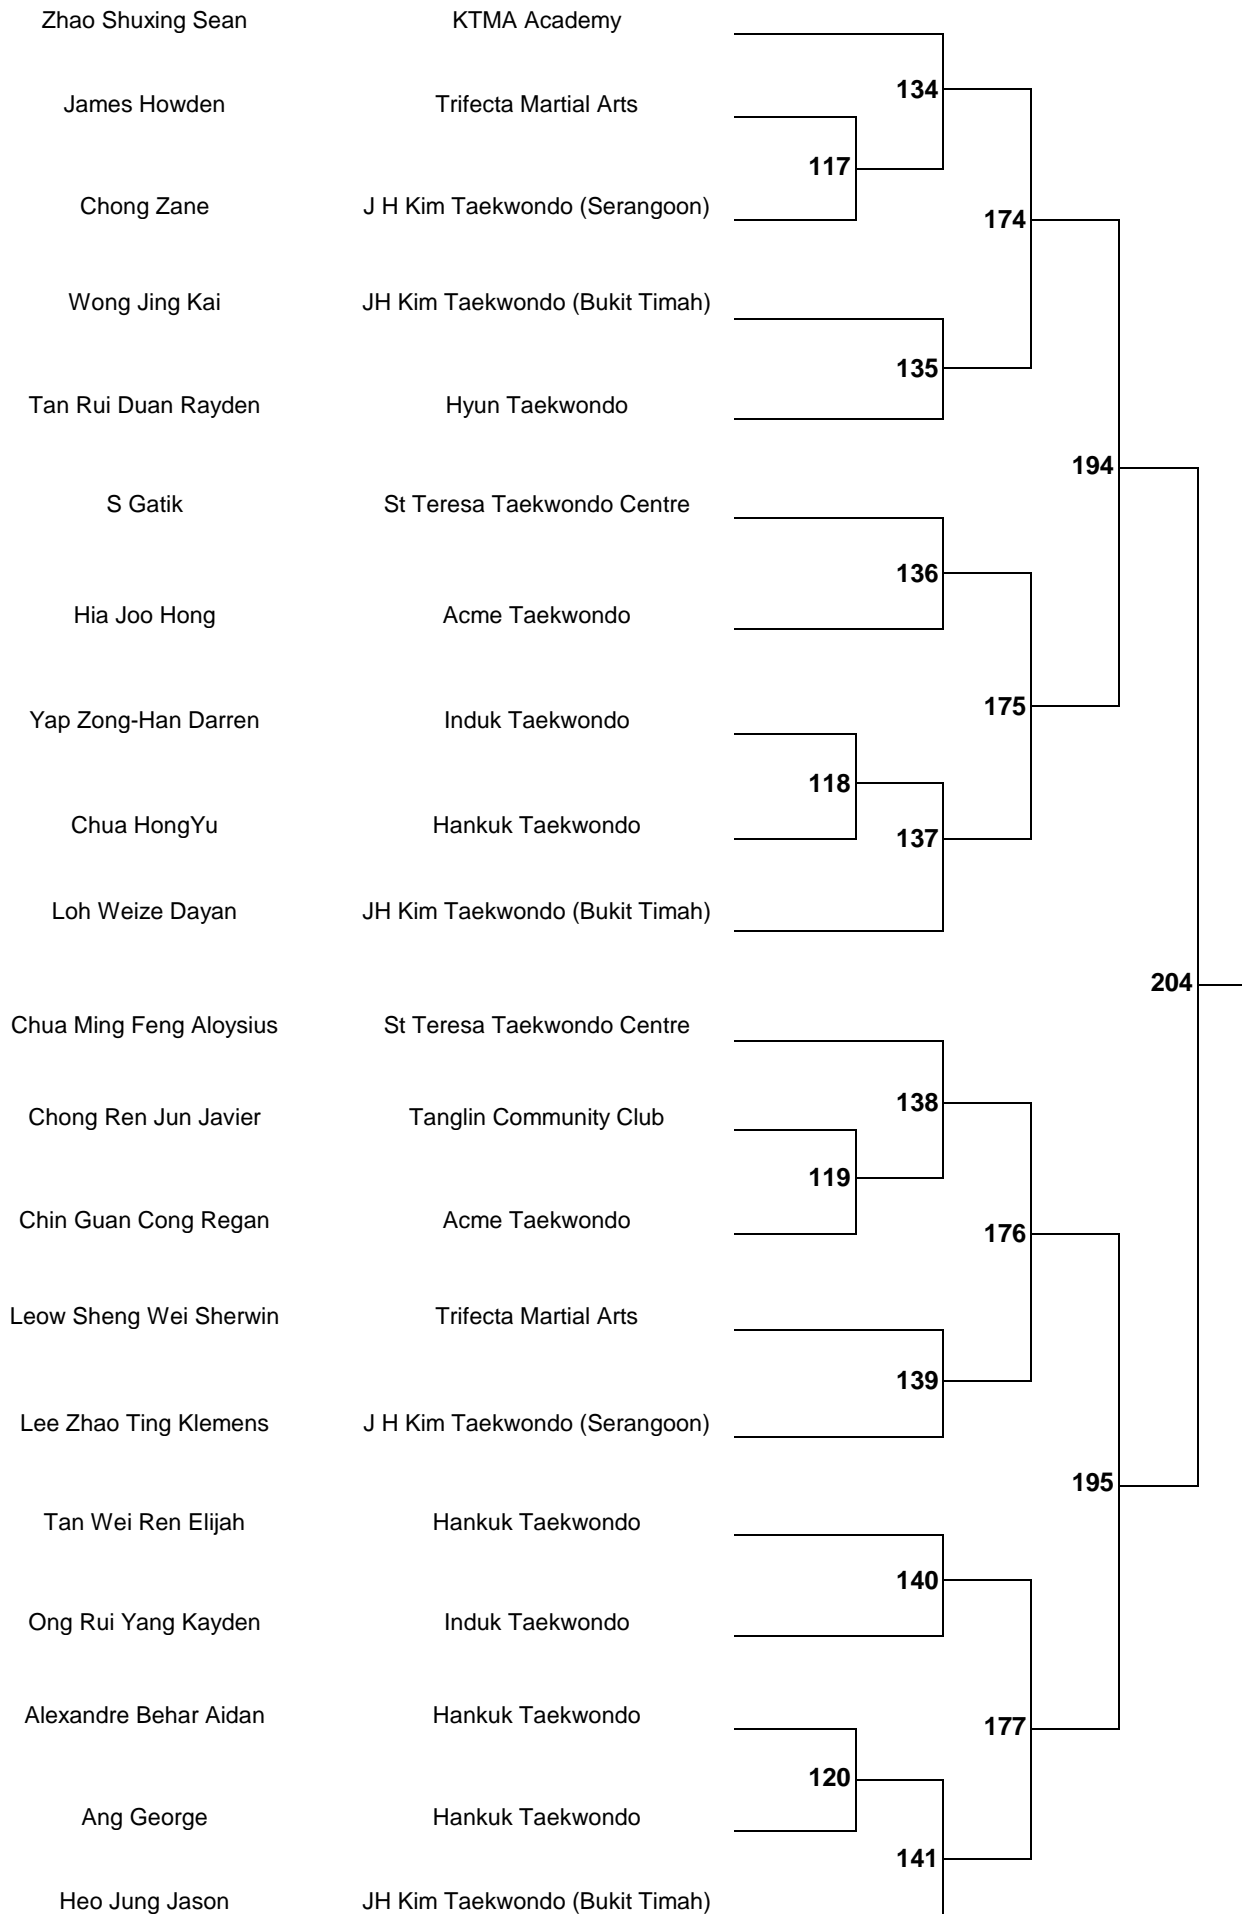 Zhao Shuxing Sean KTMA Academy
134
James Howden Trifecta Martial Arts
117
Chong Zane J H Kim Taekwondo (Serangoon)
174
Wong Jing Kai JH Kim Taekwondo (Bukit Timah)
135
Tan Rui Duan Rayden Hyun Taekwondo
194
S Gatik St Teresa Taekwondo Centre
136
Hia Joo Hong Acme Taekwondo
175
Yap Zong-Han Darren Induk Taekwondo
118
Chua HongYu Hankuk Taekwondo
137
Loh Weize Dayan JH Kim Taekwondo (Bukit Timah)
204
Chua Ming Feng Aloysius St Teresa Taekwondo Centre
138
Chong Ren Jun Javier Tanglin Community Club
119
Chin Guan Cong Regan Acme Taekwondo
176
Leow Sheng Wei Sherwin Trifecta Martial Arts
139
Lee Zhao Ting Klemens J H Kim Taekwondo (Serangoon)
195
Tan Wei Ren Elijah Hankuk Taekwondo
140
Ong Rui Yang Kayden Induk Taekwondo
Alexandre Behar Aidan Hankuk Taekwondo
177
120
Ang George Hankuk Taekwondo
141
Heo Jung Jason JH Kim Taekwondo (Bukit Timah)